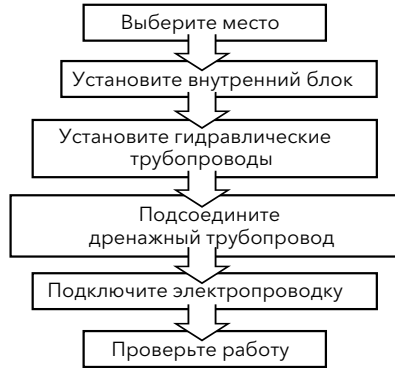 Выберите место
Установите внутренний блок
Установите гидравлические
трубопроводы
Подсоедините
дренажный трубопровод
Подключите электропроводку
Проверьте работу